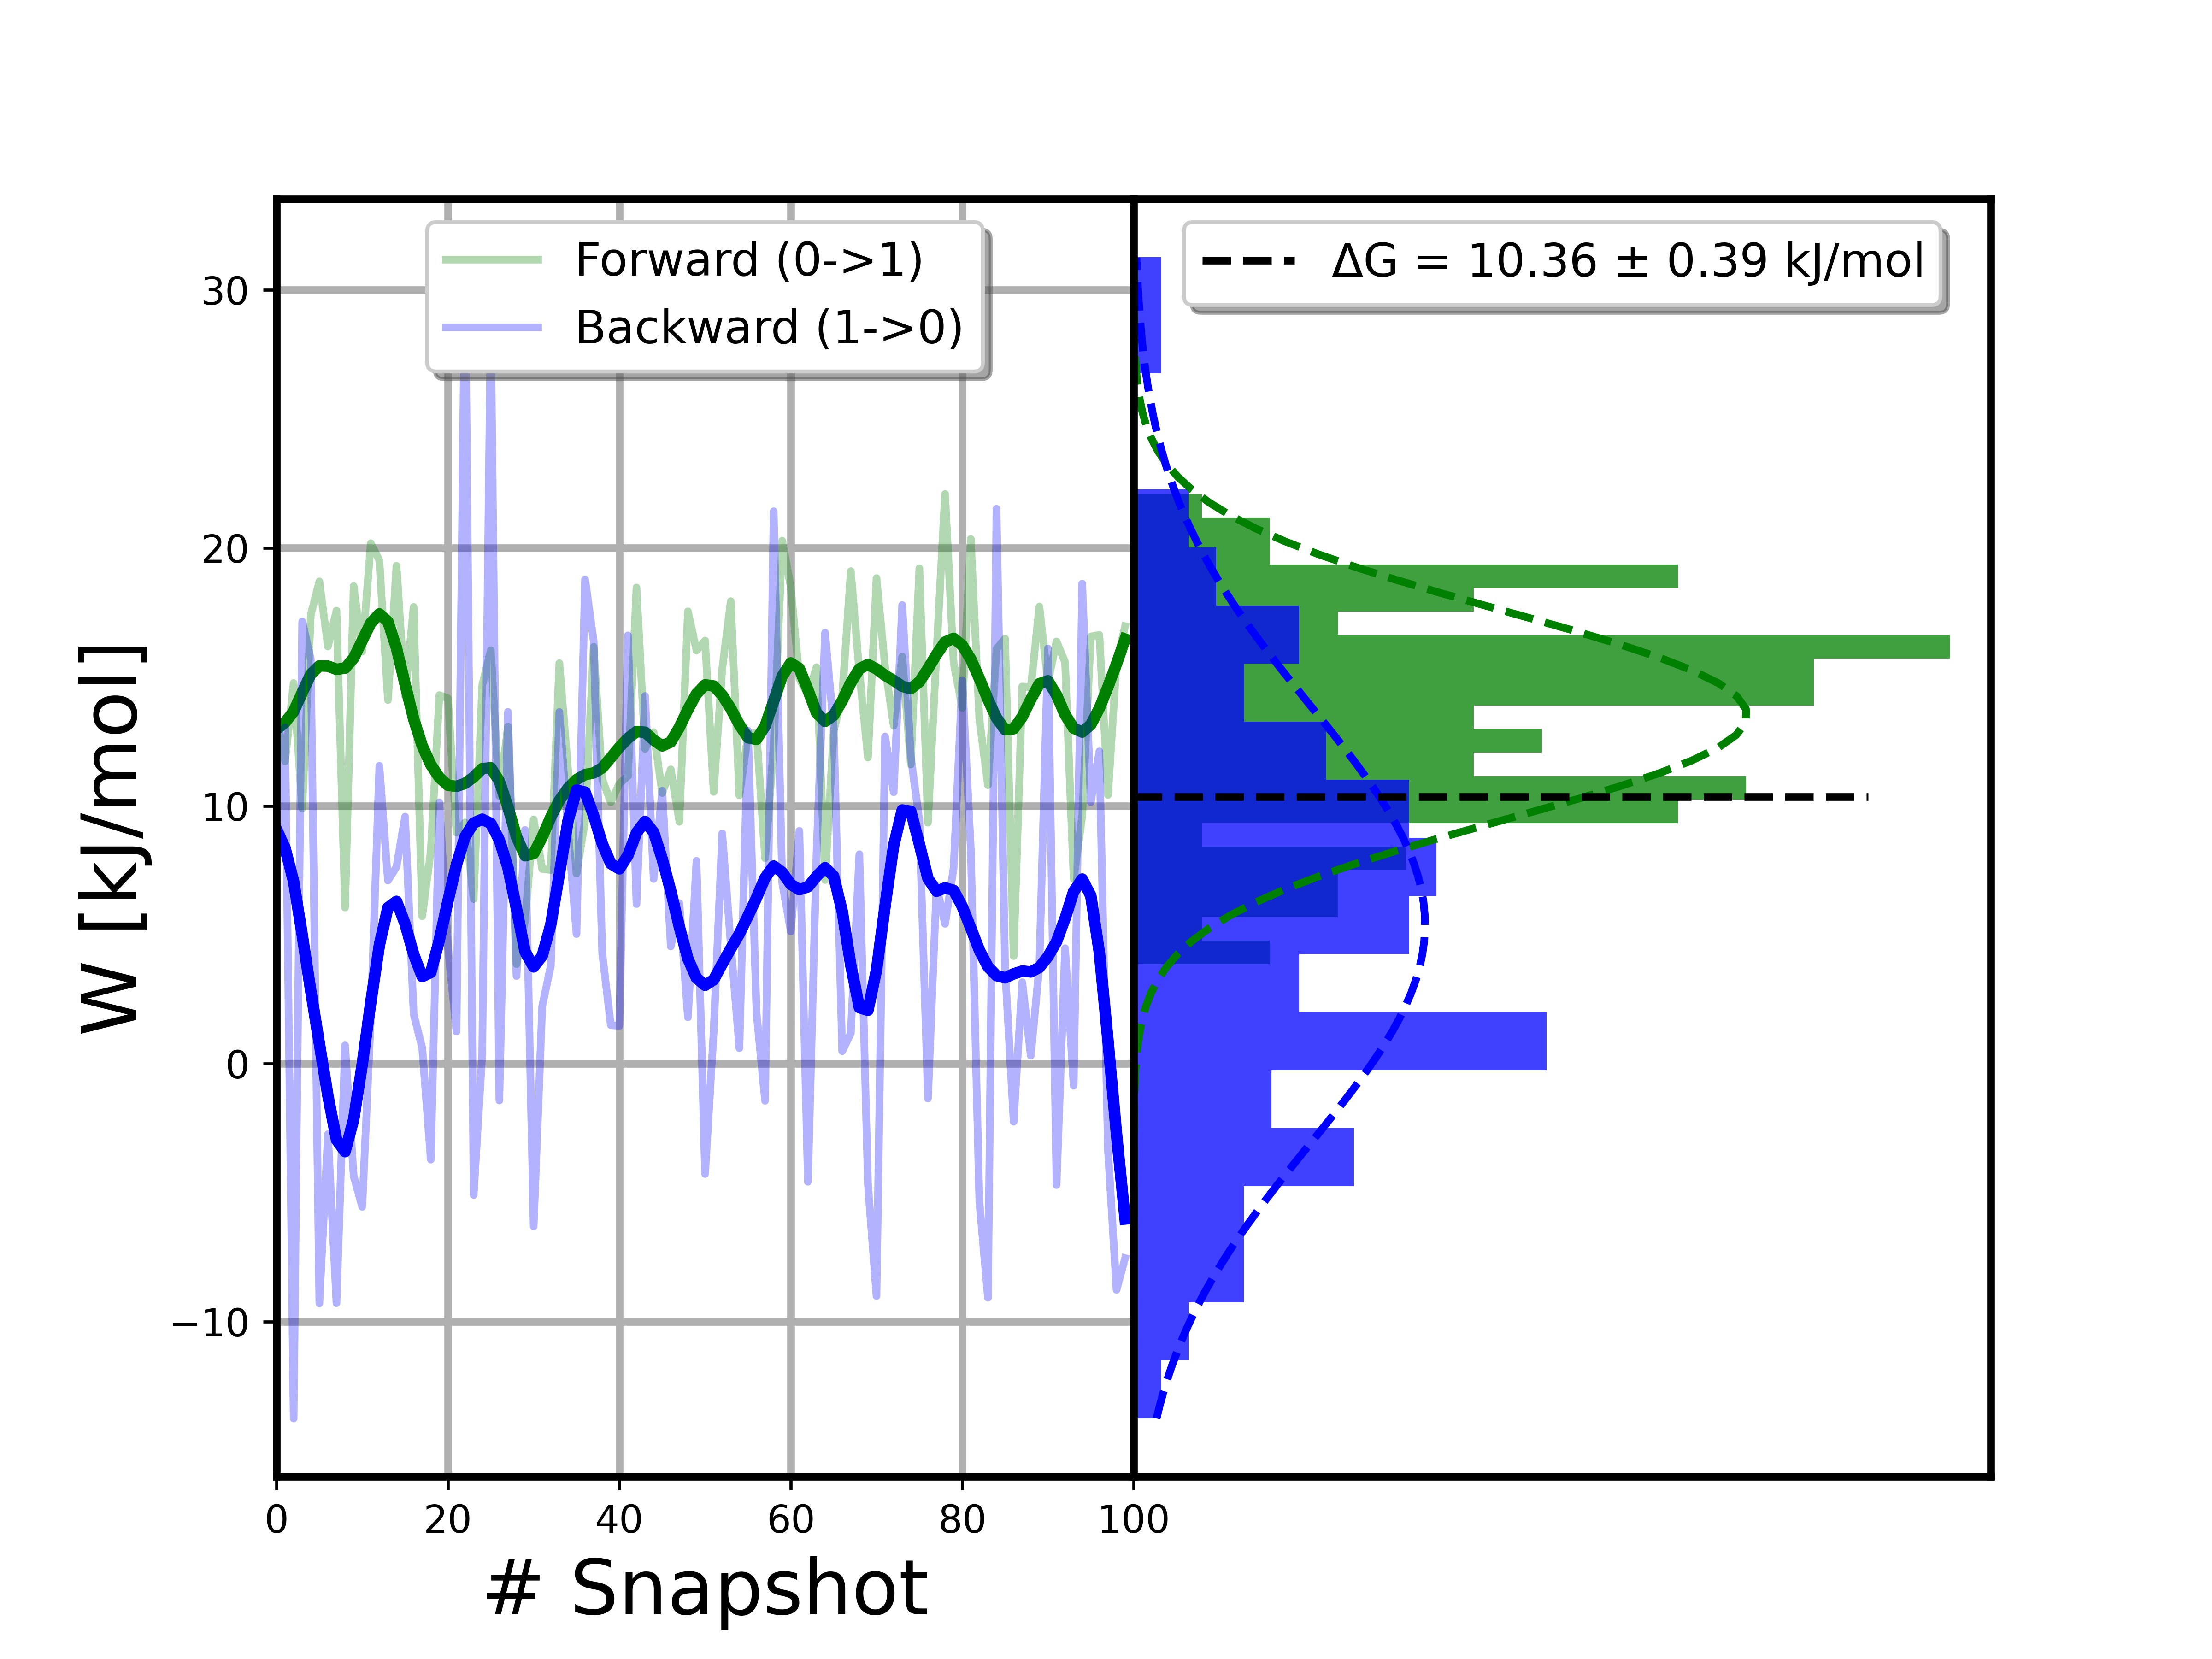 Forward (0->1)
Backward (1->0)
ΔG = 10.36 ± 0.39 kJ/mol
30
20
10
0
−10
W [kJ/mol]
0 20 40 60 80 100
# Snapshot